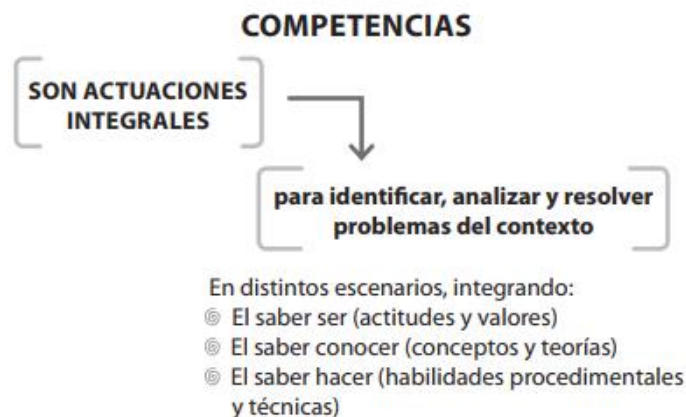 COMPETENCIAS
SON ACTUACIONES
INTEGRALES
para identificar, analizar y resolver
problemas del contexto
En distintos escenarios, integrando:
El saber ser (actitudes y valores)
El saber conocer (conceptos y teorías)
El saber hacer (habilidades procedimentales
y técnicas)